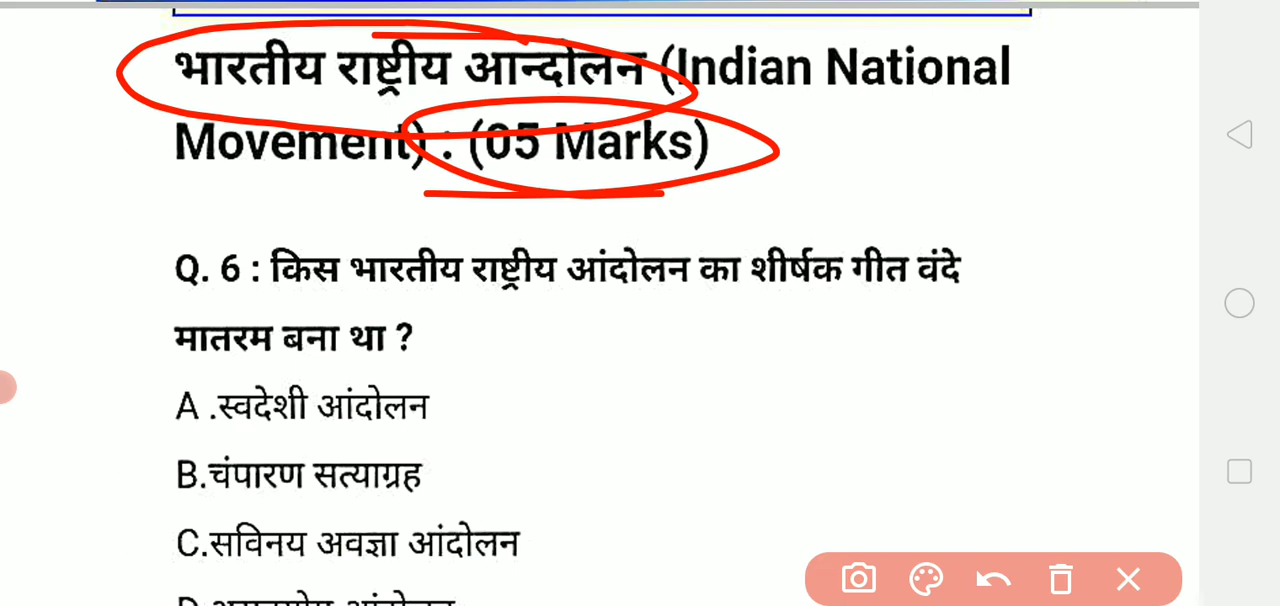 भारतीय राष्ट्रीय आन्दोलन (Indian National
Movement) : (05 Marks)
Q. 6 : किस भारतीय राष्ट्रीय आंदोलन का शीर्षक गीत वंदे
मातरम बना था ?
A .स्वदेशी आंदोलन
B.चंपारण सत्याग्रह
C.सविनय अवज्ञा आंदोलन